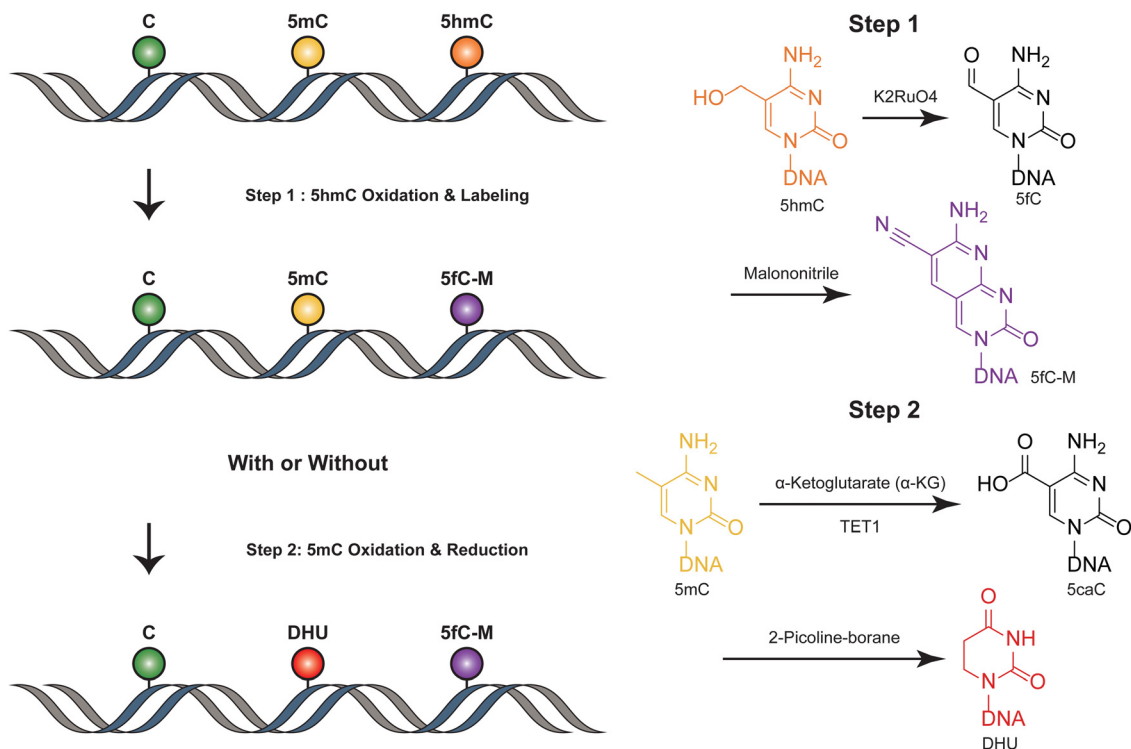 C 5mC 5hmC
Step 1 : 5hmC Oxidation & Labeling
C 5mC 5fC-M
With or Without
Step 2: 5mC Oxidation & Reduction
C DHU 5fC-M
Step 1
NH2
HO
N
N
O
DNA
5hmC
K2RuO4
O
NH2
N
N
O
DNA
5fC
Malononitrile
N
NH2
N
N
N
O
DNA
5fC-M
Step 2
NH2
N
N
O
DNA
5mC
α-Ketoglutarate (α-KG)
TET1
O
NH2
HO
N
N
O
DNA
5caC
2-Picoline-borane
O
NH
N
O
DNA
DHU